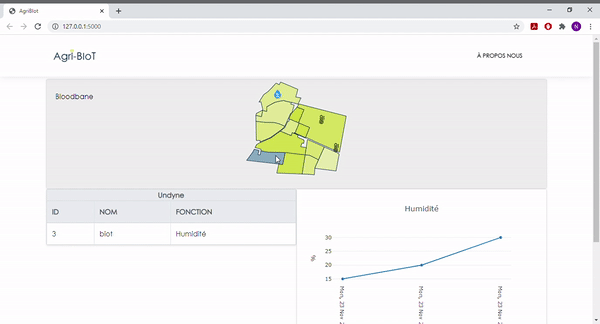 AgriBiot
127.0.0.1:5000
N
Agri-BIoT
À PROPOS NOUS
Bloodbane
Undyne
ID NOM FONCTION
3 biot Humidité
Humidité
30
25
20
15
%
Mon, 23 Nov 2
Mon, 23 Nov 2
Mon, 23 Nov 2